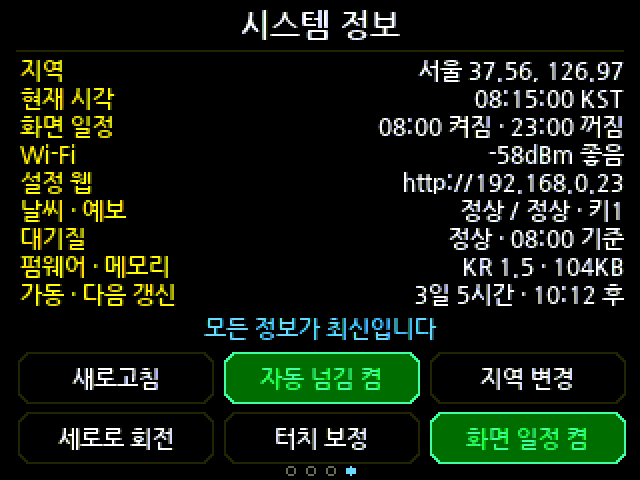 시스템 정보
지역 서울 37.56, 126.97
현재 시각 08:15:00 KST
화면 일정 08:00 켜짐 · 23:00 꺼짐
Wi-Fi -58dBm 좋음
설정 웹 http://192.168.0.23
날씨 · 예보 정상 / 정상 · 키1
대기질 정상 · 08:00 기준
펌웨어 · 메모리 KR 1.5 · 104KB
가동 · 다음 갱신 3일 5시간 · 10:12 후
모든 정보가 최신입니다
새로고침 자동 넘김 켬 지역 변경
세로로 회전 터치 보정 화면 일정 켬